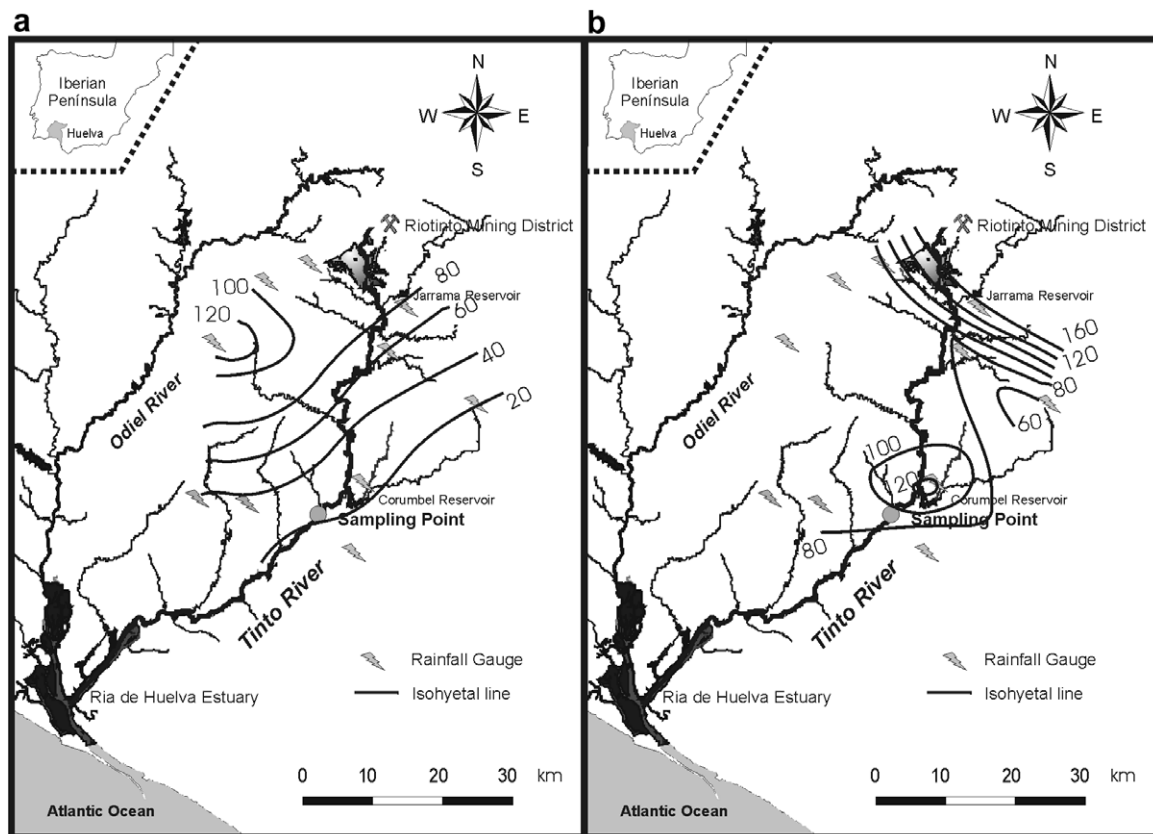 a
Iberian
Península
Huelva
N
W
E
S
Riotinto Mining District
80
100
Jarrama Reservoir
60
120
40
20
Odiel River
Corumbel Reservoir
Sampling Point
Tinto River
Rainfall Gauge
Isohyetal line
Ria de Huelva Estuary
0 10 20 30 km
Atlantic Ocean
b
Iberian
Península
Huelva
N
W
E
S
Riotinto Mining District
Jarrama Reservoir
160
120
80
60
Odiel River
100
120
Corumbel Reservoir
Sampling Point
80
Tinto River
Rainfall Gauge
Isohyetal line
Ria de Huelva Estuary
0 10 20 30 km
Atlantic Ocean